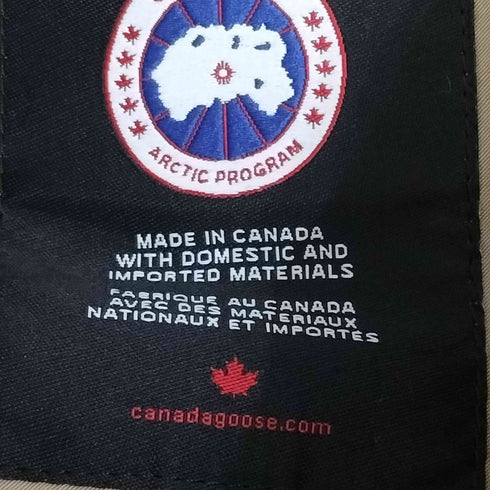 ARCTIC PROGRAM
MADE IN CANADA
WITH DOMESTIC AND
IMPORTED MATERIALS
FABRIQUE AU CANADA
AVEC DES MATERIAUX
NATIONAUX ET IMPORTÉS
canadagoose.com